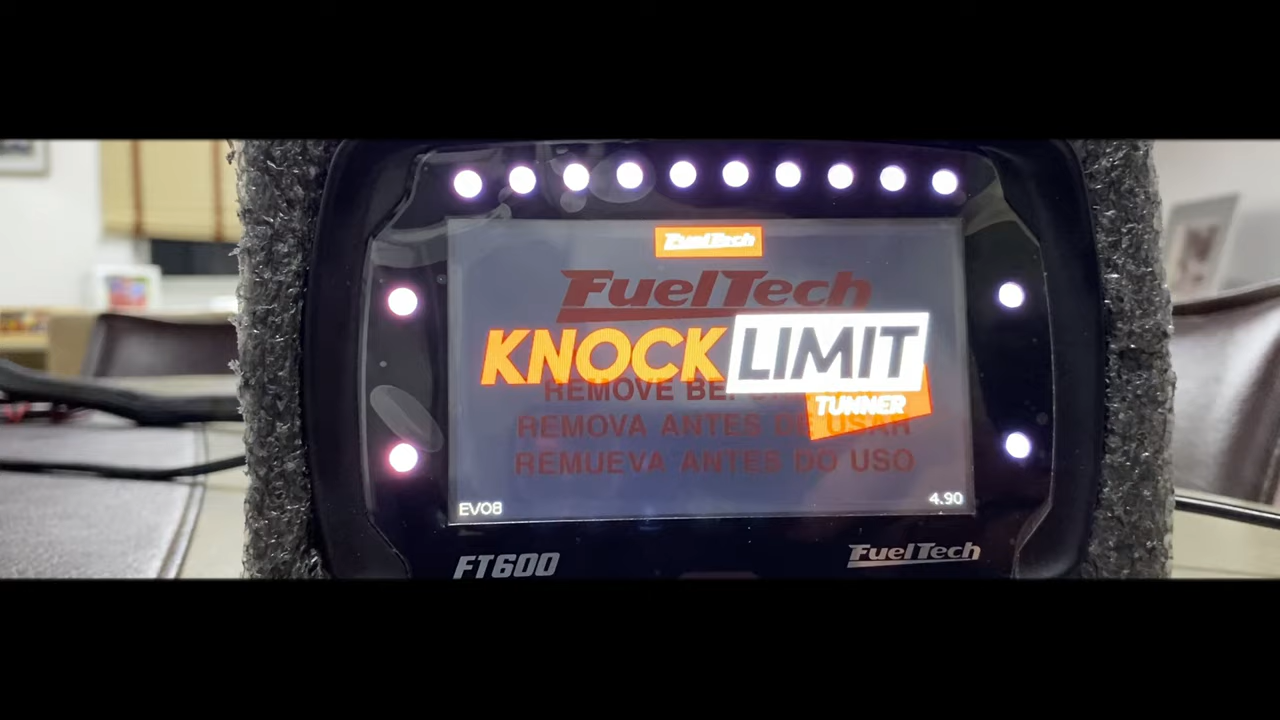 FuelTech
FuelTech
KNOCK LIMIT
REMOVE
TUNNER
REMOVA ANTES DE USAR
REMUEVA ANTES DO USO
EVO8
4.90
FT600
FuelTech